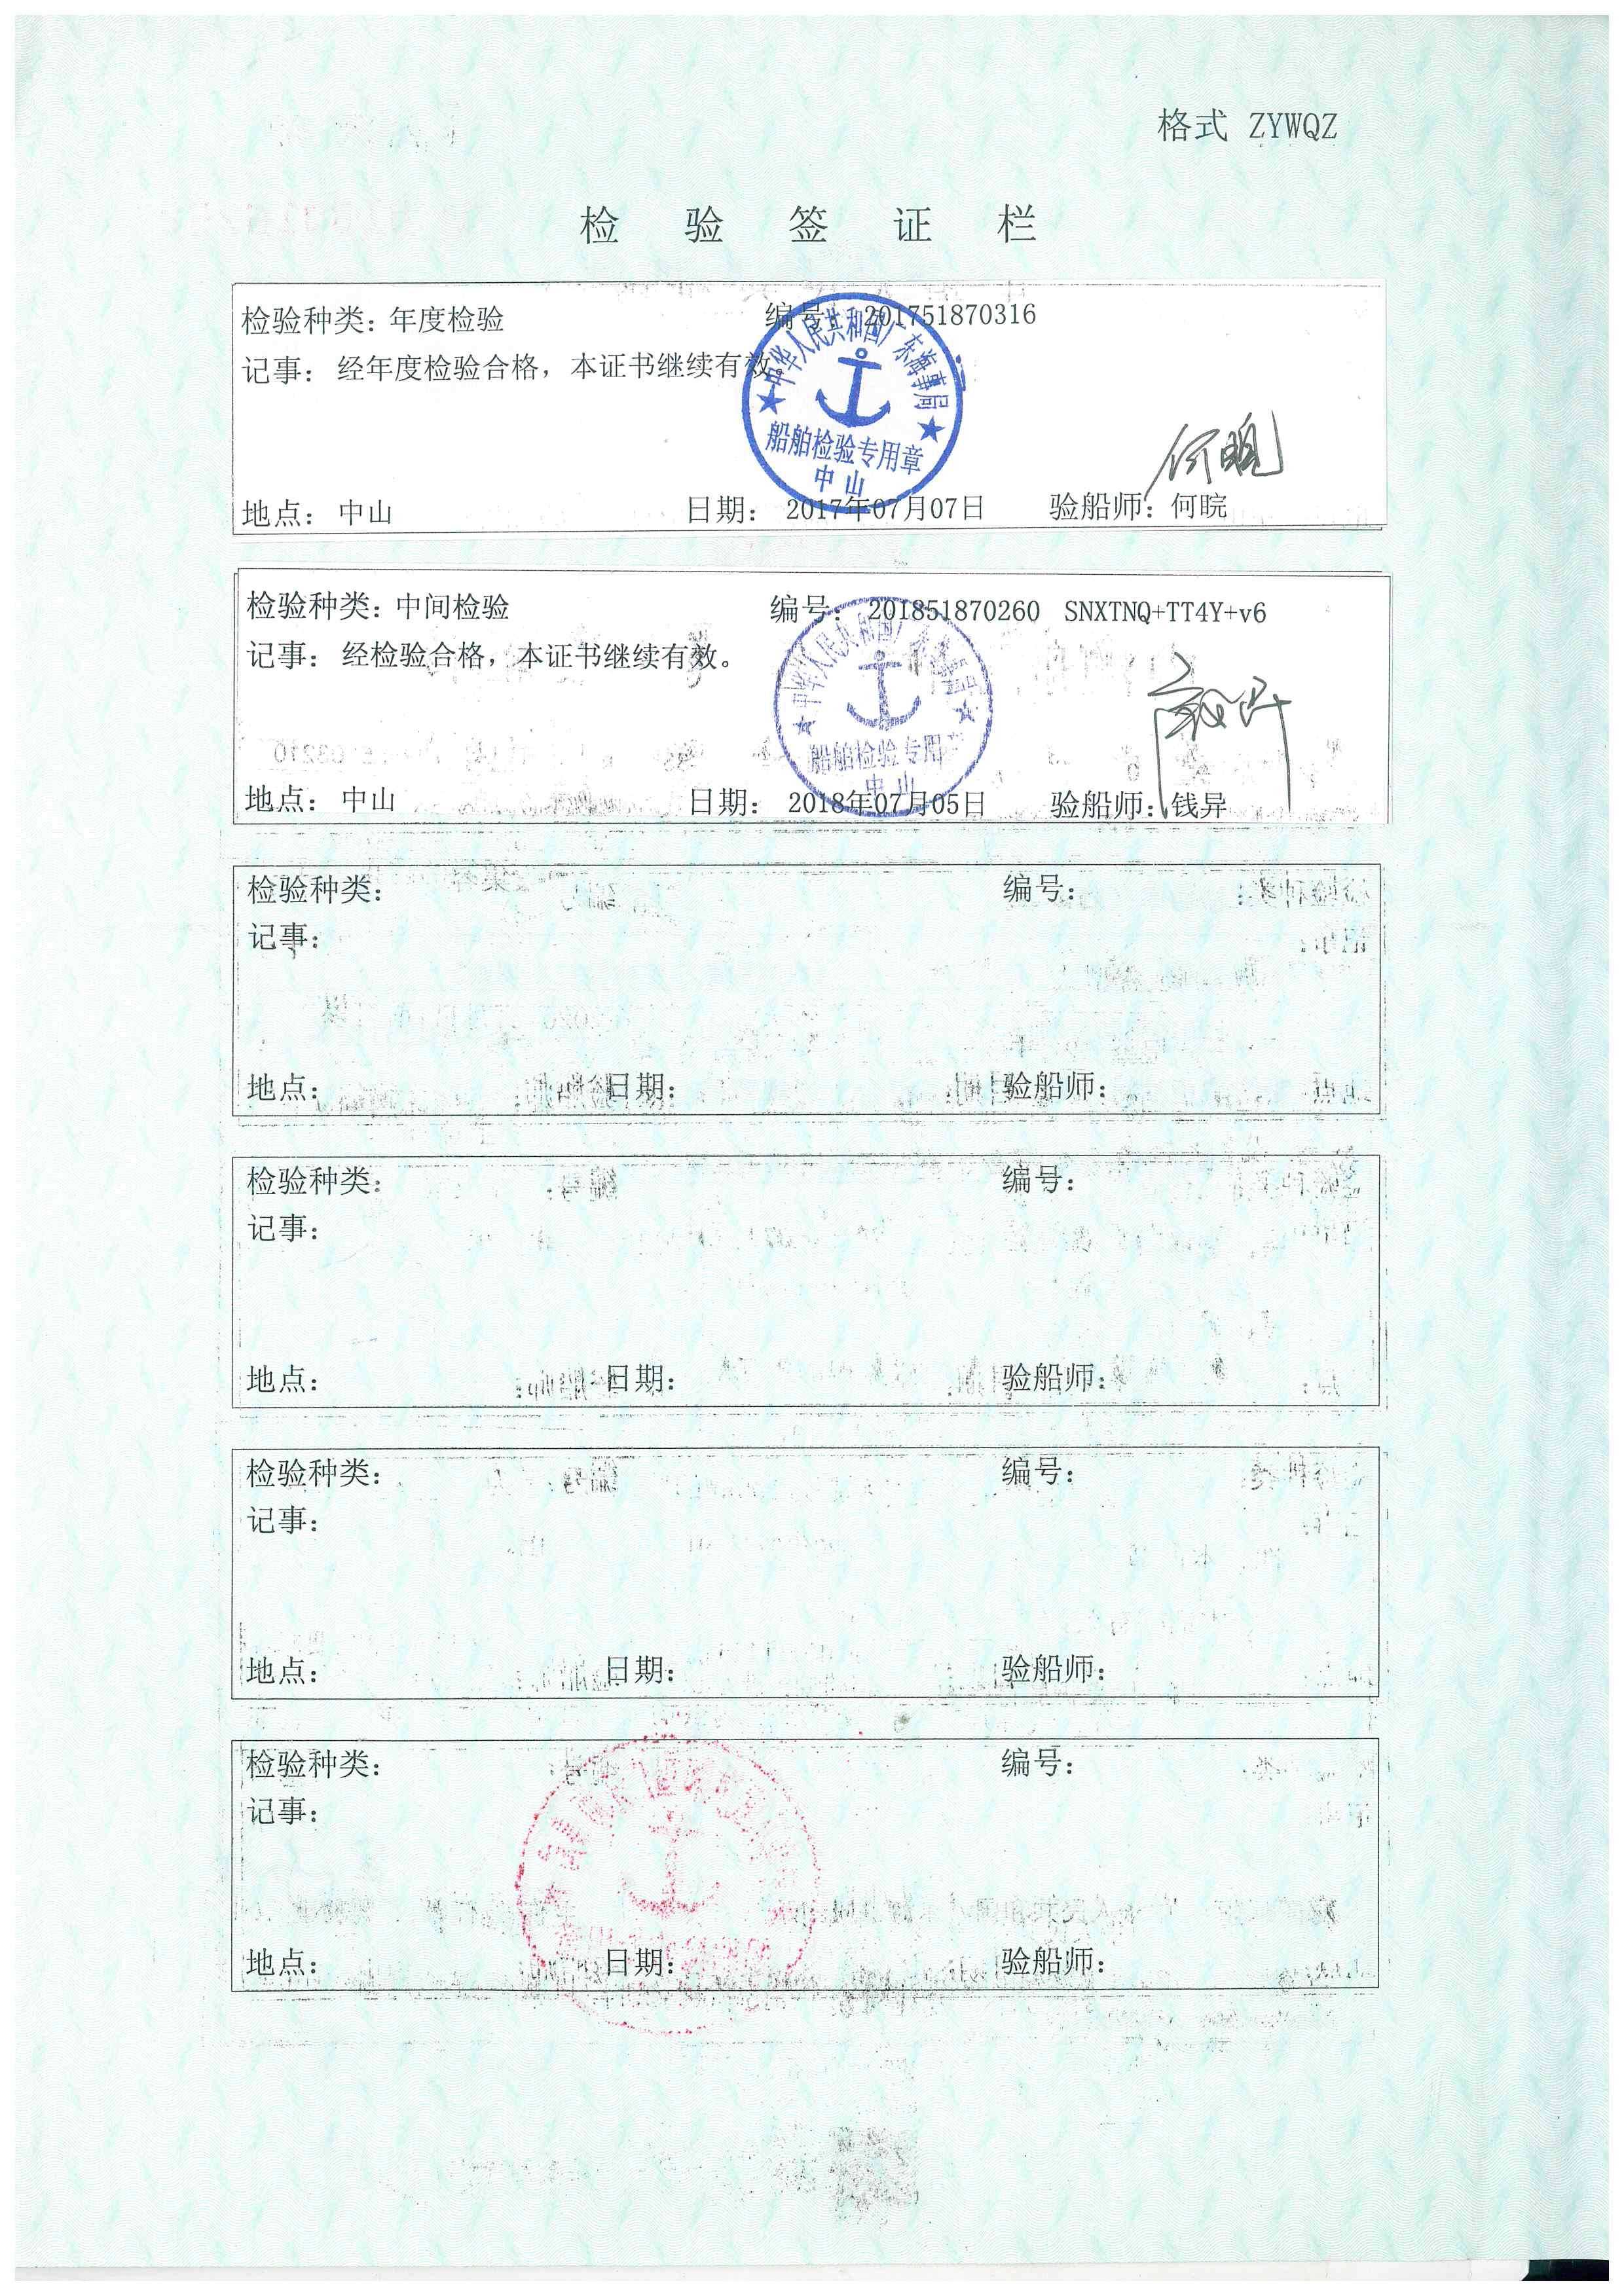 格式 ZYWQZ
检 验 签 证 栏
检验种类：年度检验 编号： 201751870316
记事：经年度检验合格，本证书继续有效。
中华人民共和国广东海事局
船舶检验专用章
中山
地点：中山 日期： 2017年07月07日 验船师：何晥
检验种类：中间检验 编号： 201851870260 SNXTNQ+TT4Y+v6
记事：经检验合格，本证书继续有效。
中华人民共和国广东海事局
船舶检验专用章
中山
地点：中山 日期： 2018年07月05日 验船师：钱异
检验种类： 编号：
记事：
地点： 日期： 验船师：
检验种类： 编号：
记事：
地点： 日期： 验船师：
检验种类： 编号：
记事：
地点： 日期： 验船师：
检验种类： 编号：
记事：
地点： 日期： 验船师：